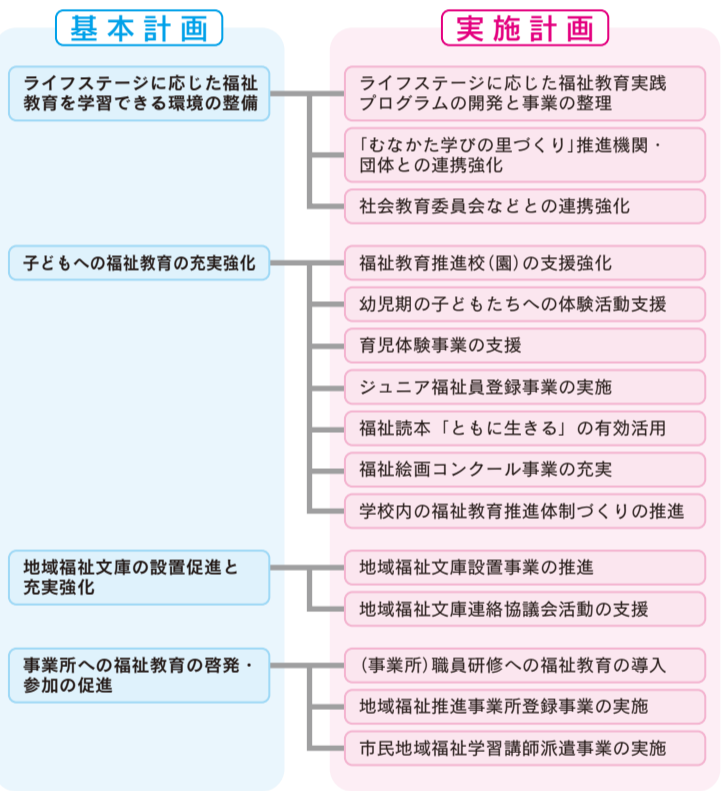 基本計画
実施計画
ライフステージに応じた福祉
教育を学習できる環境の整備
ライフステージに応じた福祉教育実践
プログラムの開発と事業の整理
「むなかた学びの里づくり」推進機関・
団体との連携強化
社会教育委員会などとの連携強化
子どもへの福祉教育の充実強化
福祉教育推進校(園)の支援強化
幼児期の子どもたちへの体験活動支援
育児体験事業の支援
ジュニア福祉員登録事業の実施
福祉読本「ともに生きる」の有効活用
福祉絵画コンクール事業の充実
学校内の福祉教育推進体制づくりの推進
地域福祉文庫の設置促進と
充実強化
地域福祉文庫設置事業の推進
地域福祉文庫連絡協議会活動の支援
事業所への福祉教育の啓発・
参加の促進
(事業所)職員研修への福祉教育の導入
地域福祉推進事業所登録事業の実施
市民地域福祉学習講師派遣事業の実施